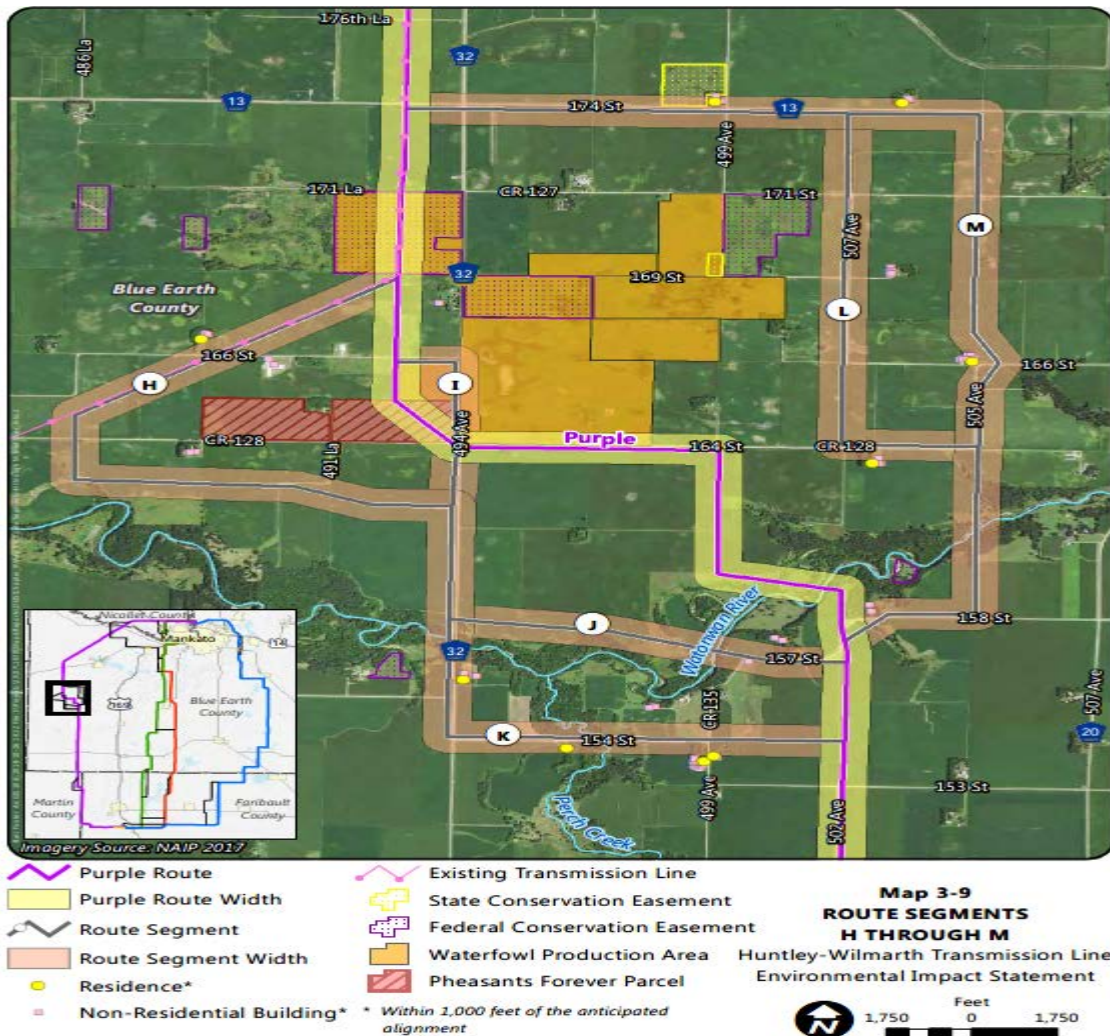 176th La
486 La
32
13
174 St
13
499 Ave
171 La
CR 127
171 St
507 Ave
M
32
169 St
Blue Earth
County
L
166 St
166 St
H
I
505 Ave
CR 128
491 La
494 Ave
Purple
164 St
CR 128
158 St
J
Watonwan River
157 St
32
CR 135
507 Ave
K
154 St
20
499 Ave
153 St
Perch Creek
502 Ave
Nicollet County
Mankato
14
169
Blue Earth
County
Martin
County
Faribault
County
Imagery Source: NAIP 2017
Purple Route
Purple Route Width
Route Segment
Route Segment Width
Residence*
Non-Residential Building*
Existing Transmission Line
State Conservation Easement
Federal Conservation Easement
Waterfowl Production Area
Pheasants Forever Parcel
* Within 1,000 feet of the anticipated
alignment
Map 3-9
ROUTE SEGMENTS
H THROUGH M
Huntley-Wilmarth Transmission Line
Environmental Impact Statement
N
Feet
1,750 0 1,750